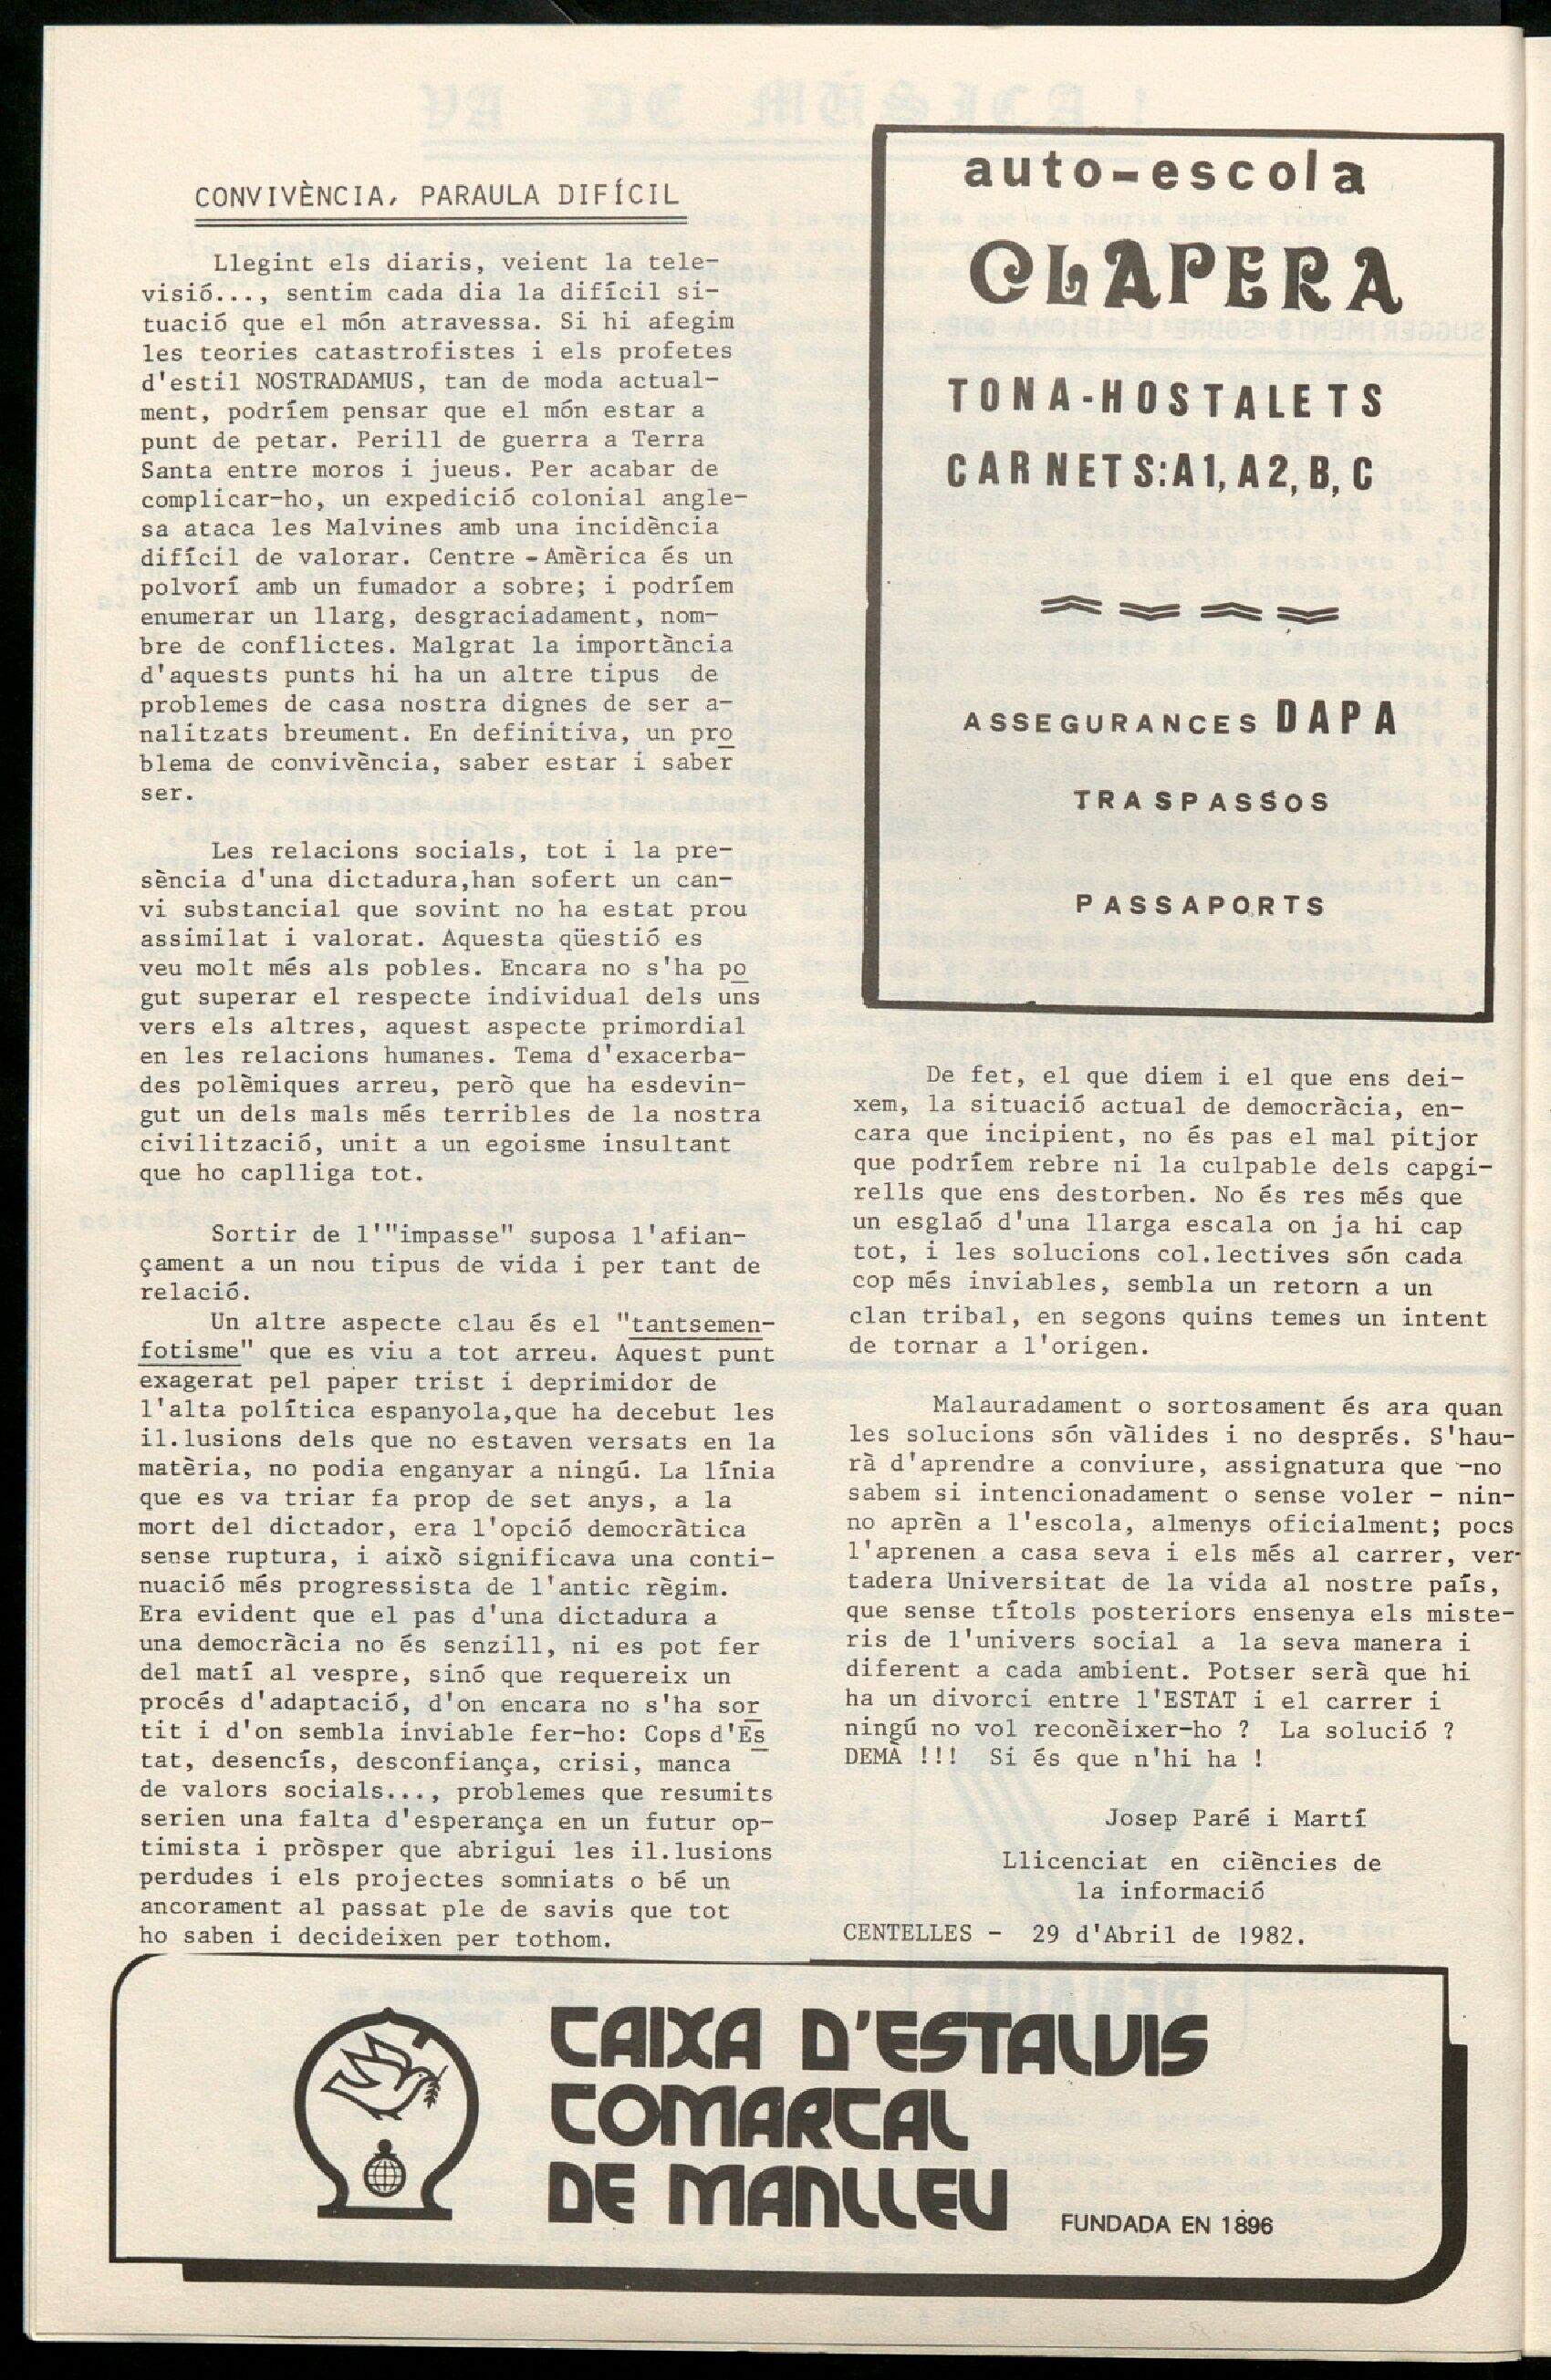 CONVIVÈNCIA, PARAULA DIFÍCIL
Llegint els diaris, veient la tele-
visió..., sentim cada dia la difícil si-
tuació que el món atravessa. Si hi afegim
les teories catastrofistes i els profetes
d'estil NOSTRADAMUS, tan de moda actual-
ment, podríem pensar que el món estar a
punt de petar. Perill de guerra a Terra
Santa entre moros i jueus. Per acabar de
complicar-ho, un expedició colonial angle-
sa ataca les Malvines amb una incidència
difícil de valorar. Centre - Amèrica és un
polvorí amb un fumador a sobre; i podríem
enumerar un llarg, desgraciadament, nom-
bre de conflictes. Malgrat la importància
d'aquests punts hi ha un altre tipus de
problemes de casa nostra dignes de ser a-
nalitzats breument. En definitiva, un pro
blema de convivència, saber estar i saber
ser.
Les relacions socials, tot i la pre-
sència d'una dictadura,han sofert un can-
vi substancial que sovint no ha estat prou
assimilat i valorat. Aquesta qüestió es
veu molt més als pobles. Encara no s'ha po
gut superar el respecte individual dels uns
vers els altres, aquest aspecte primordial
en les relacions humanes. Tema d'exacerba-
des polèmiques arreu, però que ha esdevin-
gut un dels mals més terribles de la nostra
civilització, unit a un egoisme insultant
que ho caplliga tot.
Sortir de l'"impasse" suposa l'afian-
çament a un nou tipus de vida i per tant de
relació.
Un altre aspecte clau és el "tantsemen-
fotisme" que es viu a tot arreu. Aquest punt
exagerat pel paper trist i deprimidor de
l'alta política espanyola,que ha decebut les
il.lusions dels que no estaven versats en la
matèria, no podia enganyar a ningú. La línia
que es va triar fa prop de set anys, a la
mort del dictador, era l'opció democràtica
sense ruptura, i això significava una conti-
nuació més progressista de l'antic règim.
Era evident que el pas d'una dictadura a
una democràcia no és senzill, ni es pot fer
del matí al vespre, sinó que requereix un
procés d'adaptació, d'on encara no s'ha sor
tit i d'on sembla inviable fer-ho: Cops d'Es
tat, desencís, desconfiança, crisi, manca
de valors socials..., problemes que resumits
serien una falta d'esperança en un futur op-
timista i pròsper que abrigui les il.lusions
perdudes i els projectes somniats o bé un
ancorament al passat ple de savis que tot
ho saben i decideixen per tothom.
auto-escola
CLAPERA
TONA-HOSTALETS
CARNETS:A1, A2, B, C
ASSEGURANCES DAPA
TRASPASSOS
PASSAPORTS
De fet, el que diem i el que ens dei-
xem, la situació actual de democràcia, en-
cara que incipient, no és pas el mal pitjor
que podríem rebre ni la culpable dels capgi-
rells que ens destorben. No és res més que
un esglaó d'una llarga escala on ja hi cap
tot, i les solucions col.lectives són cada
cop més inviables, sembla un retorn a un
clan tribal, en segons quins temes un intent
de tornar a l'origen.
Malauradament o sortosament és ara quan
les solucions són vàlides i no després. S'hau-
rà d'aprendre a conviure, assignatura que -no
sabem si intencionadament o sense voler - nin-
no aprèn a l'escola, almenys oficialment; pocs
l'aprenen a casa seva i els més al carrer, ver-
tadera Universitat de la vida al nostre país,
que sense títols posteriors ensenya els miste-
ris de l'univers social a la seva manera i
diferent a cada ambient. Potser serà que hi
ha un divorci entre l'ESTAT i el carrer i
ningú no vol reconèixer-ho ? La solució ?
DEMÀ !!! Si és que n'hi ha !
Josep Paré i Martí
Llicenciat en ciències de
la informació
CENTELLES - 29 d'Abril de 1982.
CAIXA D'ESTALVIS
COMARCAL
DE MANLLEU
FUNDADA EN 1896